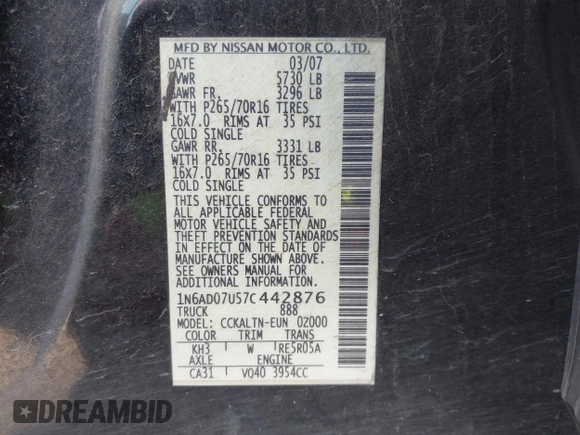 MFD BY NISSAN MOTOR CO., LTD.
DATE 03/07
GVWR 5730 LB
GAWR FR. 3296 LB
WITH P265/70R16 TIRES
16X7.0 RIMS AT 35 PSI
COLD SINGLE
GAWR RR. 3331 LB
WITH P265/70R16 TIRES
16X7.0 RIMS AT 35 PSI
COLD SINGLE
THIS VEHICLE CONFORMS TO
ALL APPLICABLE FEDERAL
MOTOR VEHICLE SAFETY AND
THEFT PREVENTION STANDARDS
IN EFFECT ON THE DATE OF
MANUFACTURE SHOWN ABOVE.
SEE OWNERS MANUAL FOR
ADDITIONAL INFORMATION.
1N6AD07U57C442876
TRUCK 888
MODEL: CCKALTN-EUN 0Z000
COLOR TRIM TRANS
KH3 W RE5R05A
AXLE ENGINE
CA31 VQ40 3954CC
DREAMBID